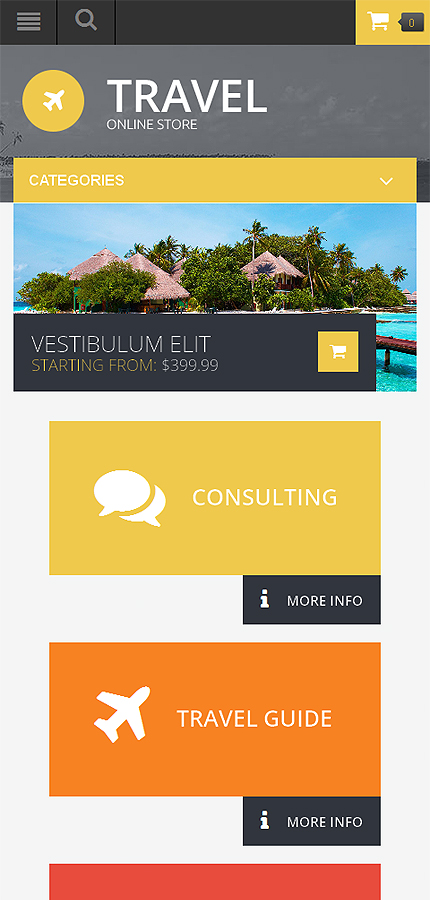 0
TRAVEL
ONLINE STORE
CATEGORIES
VESTIBULUM ELIT
STARTING FROM: $399.99
CONSULTING
MORE INFO
TRAVEL GUIDE
MORE INFO